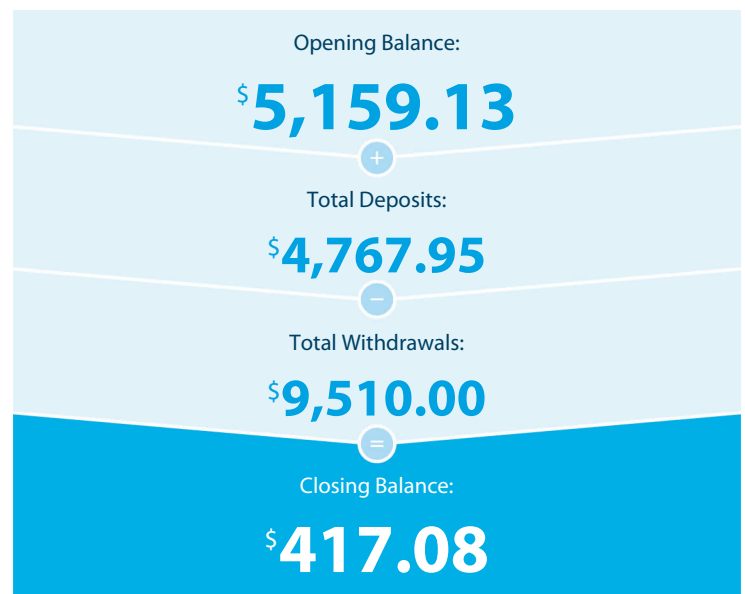 Opening Balance:
$5,159.13
+
Total Deposits:
$4,767.95
−
Total Withdrawals:
$9,510.00
=
Closing Balance:
$417.08